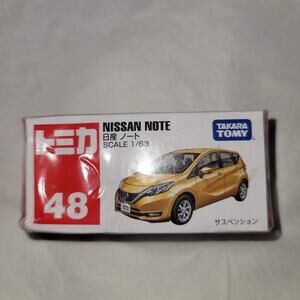 トミカ
48
NISSAN NOTE
日産 ノート
SCALE 1/63
TAKARA
TOMY
サスペンション